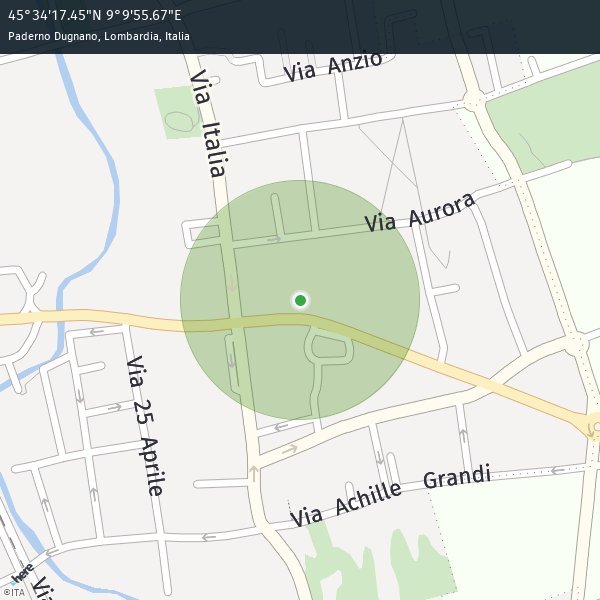 45°34'17.45"N 9°9'55.67"E
Paderno Dugnano, Lombardia, Italia
Via Anzio
Via Italia
Via Aurora
Via 25 Aprile
Via Achille Grandi
here
Via
©ITA